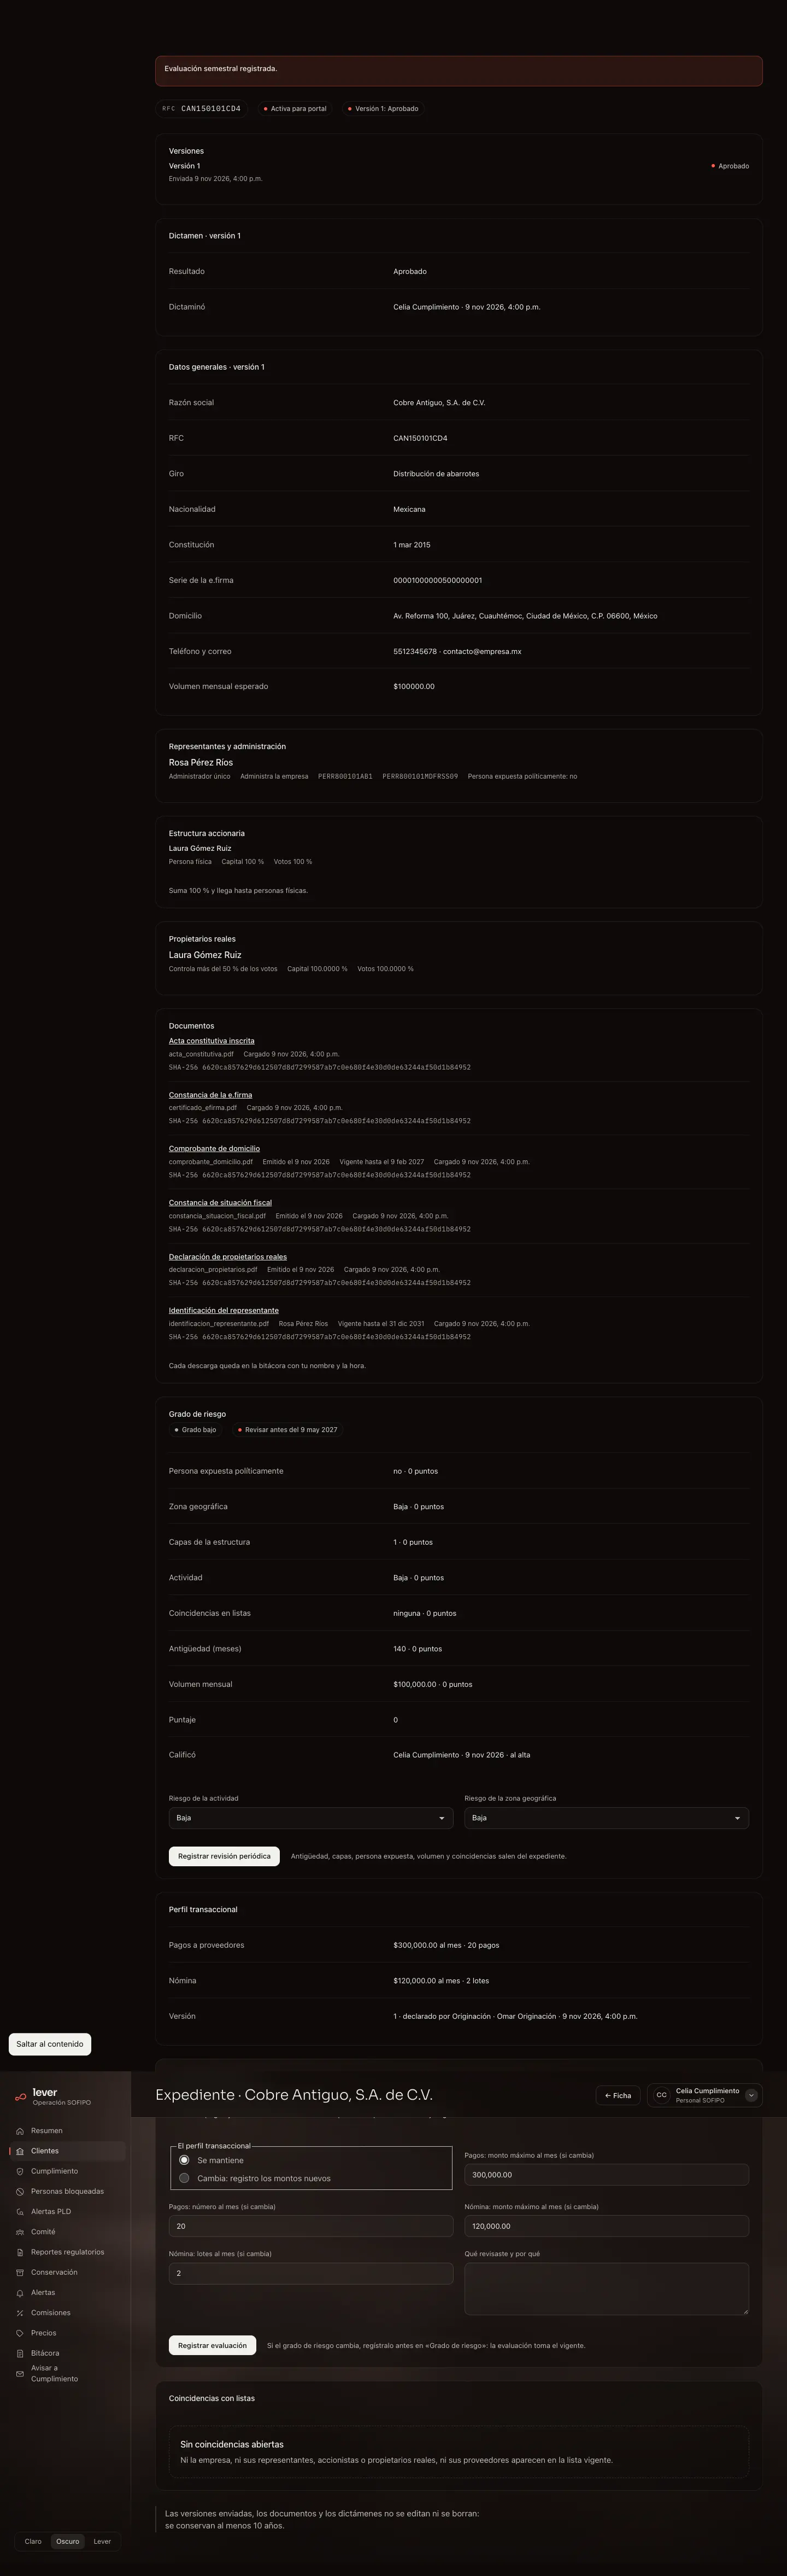 Evaluación semestral registrada.
RFC CAN150101CD4
Activa para portal
Versión 1: Aprobado
Versiones
Versión 1
Aprobado
Enviada 9 nov 2026, 4:00 p.m.
Dictamen · versión 1
Resultado
Aprobado
Dictaminó
Celia Cumplimiento · 9 nov 2026, 4:00 p.m.
Datos generales · versión 1
Razón social
Cobre Antiguo, S.A. de C.V.
RFC
CAN150101CD4
Giro
Distribución de abarrotes
Nacionalidad
Mexicana
Constitución
1 mar 2015
Serie de la e.firma
00001000000500000001
Domicilio
Av. Reforma 100, Juárez, Cuauhtémoc, Ciudad de México, C.P. 06600, México
Teléfono y correo
5512345678 · contacto@empresa.mx
Volumen mensual esperado
$100000.00
Representantes y administración
Rosa Pérez Ríos
Administrador único Administra la empresa PERR800101AB1 PERR800101MDFRSS09 Persona expuesta políticamente: no
Estructura accionaria
Laura Gómez Ruiz
Persona física Capital 100 % Votos 100 %
Suma 100 % y llega hasta personas físicas.
Propietarios reales
Laura Gómez Ruiz
Controla más del 50 % de los votos Capital 100.0000 % Votos 100.0000 %
Documentos
Acta constitutiva inscrita
acta_constitutiva.pdf Cargado 9 nov 2026, 4:00 p.m.
SHA-256 6620ca857629d612507d8d7299587ab7c0e680f4e30d0de63244af50d1b84952
Constancia de la e.firma
certificado_efirma.pdf Cargado 9 nov 2026, 4:00 p.m.
SHA-256 6620ca857629d612507d8d7299587ab7c0e680f4e30d0de63244af50d1b84952
Comprobante de domicilio
comprobante_domicilio.pdf Emitido el 9 nov 2026 Vigente hasta el 9 feb 2027 Cargado 9 nov 2026, 4:00 p.m.
SHA-256 6620ca857629d612507d8d7299587ab7c0e680f4e30d0de63244af50d1b84952
Constancia de situación fiscal
constancia_situacion_fiscal.pdf Emitido el 9 nov 2026 Cargado 9 nov 2026, 4:00 p.m.
SHA-256 6620ca857629d612507d8d7299587ab7c0e680f4e30d0de63244af50d1b84952
Declaración de propietarios reales
declaracion_propietarios.pdf Emitido el 9 nov 2026 Cargado 9 nov 2026, 4:00 p.m.
SHA-256 6620ca857629d612507d8d7299587ab7c0e680f4e30d0de63244af50d1b84952
Identificación del representante
identificacion_representante.pdf Rosa Pérez Ríos Vigente hasta el 31 dic 2031 Cargado 9 nov 2026, 4:00 p.m.
SHA-256 6620ca857629d612507d8d7299587ab7c0e680f4e30d0de63244af50d1b84952
Cada descarga queda en la bitácora con tu nombre y la hora.
Grado de riesgo
Grado bajo
Revisar antes del 9 may 2027
Persona expuesta políticamente
no · 0 puntos
Zona geográfica
Baja · 0 puntos
Capas de la estructura
1 · 0 puntos
Actividad
Baja · 0 puntos
Coincidencias en listas
ninguna · 0 puntos
Antigüedad (meses)
140 · 0 puntos
Volumen mensual
$100,000.00 · 0 puntos
Puntaje
0
Calificó
Celia Cumplimiento · 9 nov 2026 · al alta
Riesgo de la actividad
Baja
Riesgo de la zona geográfica
Baja
Registrar revisión periódica
Antigüedad, capas, persona expuesta, volumen y coincidencias salen del expediente.
Perfil transaccional
Pagos a proveedores
$300,000.00 al mes · 20 pagos
Nómina
$120,000.00 al mes · 2 lotes
Versión
1 · declarado por Originación · Omar Originación · 9 nov 2026, 4:00 p.m.
Saltar al contenido
lever
Operación SOFIPO
Resumen
Clientes
Cumplimiento
Personas bloqueadas
Alertas PLD
Comité
Reportes regulatorios
Conservación
Alertas
Comisiones
Precios
Bitácora
Avisar a
Cumplimiento
Claro
Oscuro
Lever
Expediente · Cobre Antiguo, S.A. de C.V.
← Ficha
CC
Celia Cumplimiento
Personal SOFIPO
El perfil transaccional
Se mantiene
Cambia: registro los montos nuevos
Pagos: monto máximo al mes (si cambia)
300,000.00
Pagos: número al mes (si cambia)
20
Nómina: monto máximo al mes (si cambia)
120,000.00
Nómina: lotes al mes (si cambia)
2
Qué revisaste y por qué
Registrar evaluación
Si el grado de riesgo cambia, regístralo antes en «Grado de riesgo»: la evaluación toma el vigente.
Coincidencias con listas
Sin coincidencias abiertas
Ni la empresa, ni sus representantes, accionistas o propietarios reales, ni sus proveedores aparecen en la lista vigente.
Las versiones enviadas, los documentos y los dictámenes no se editan ni se borran:
se conservan al menos 10 años.